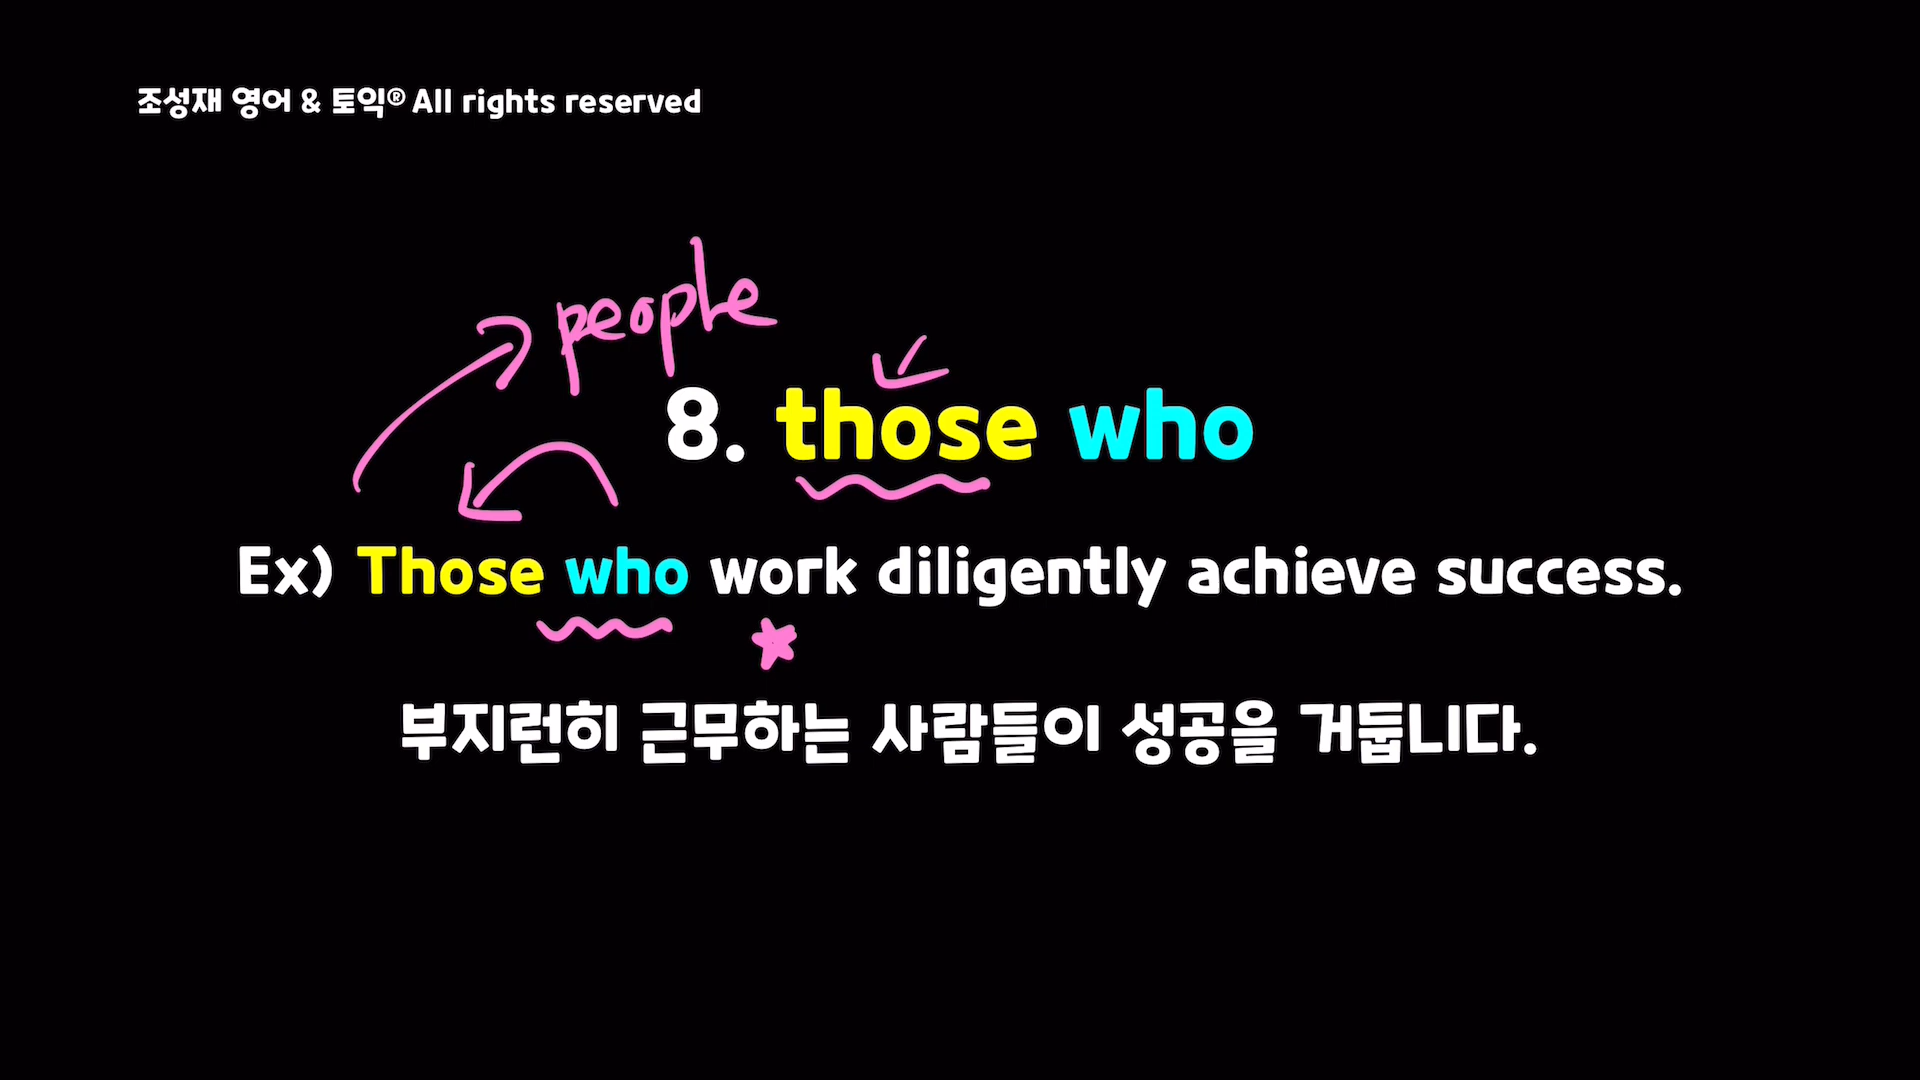 조성재 영어 & 토익® All rights reserved
people
8. those who
Ex) Those who work diligently achieve success.
부지런히 근무하는 사람들이 성공을 거둡니다.